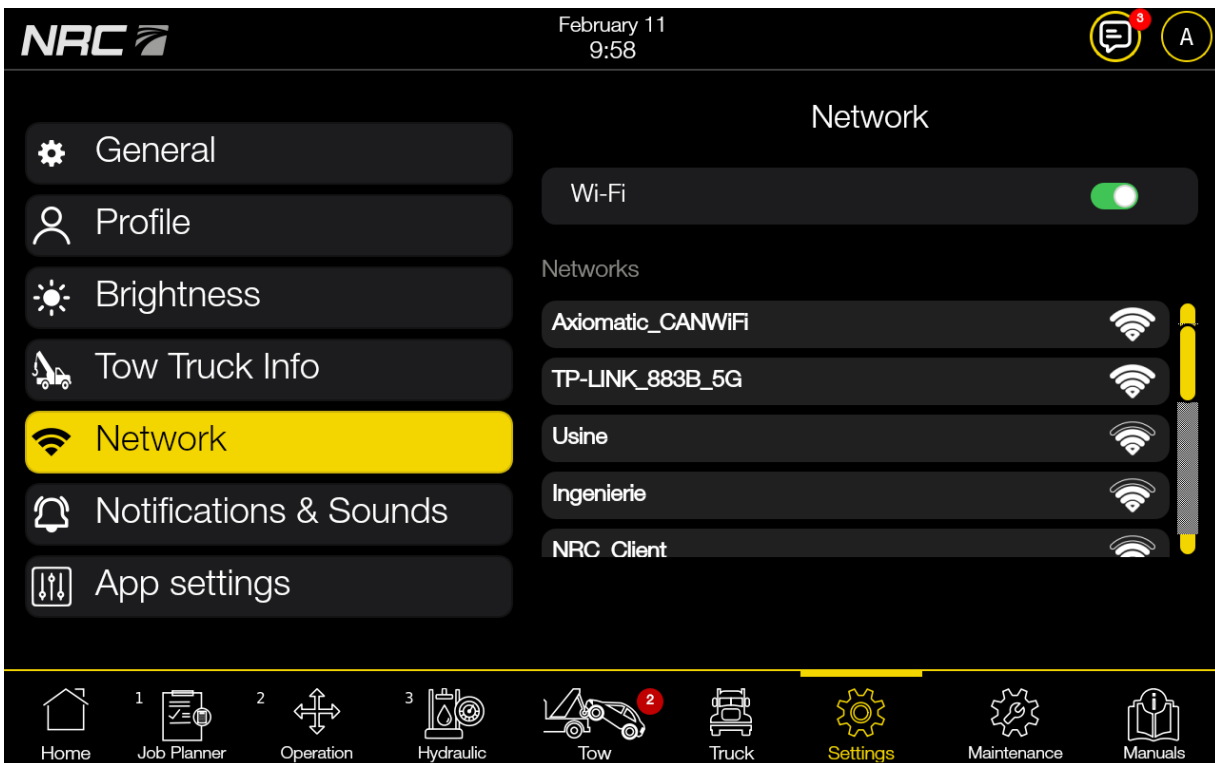 NRC
February 11
9:58
3
A
General
Profile
Brightness
Tow Truck Info
Network
Notifications & Sounds
App settings
Network
Wi-Fi
Networks
Axiomatic_CANWiFi
TP-LINK_883B_5G
Usine
Ingenierie
NRC_Client
Home
1
Job Planner
2
Operation
3
Hydraulic
2
Tow
Truck
Settings
Maintenance
Manuals